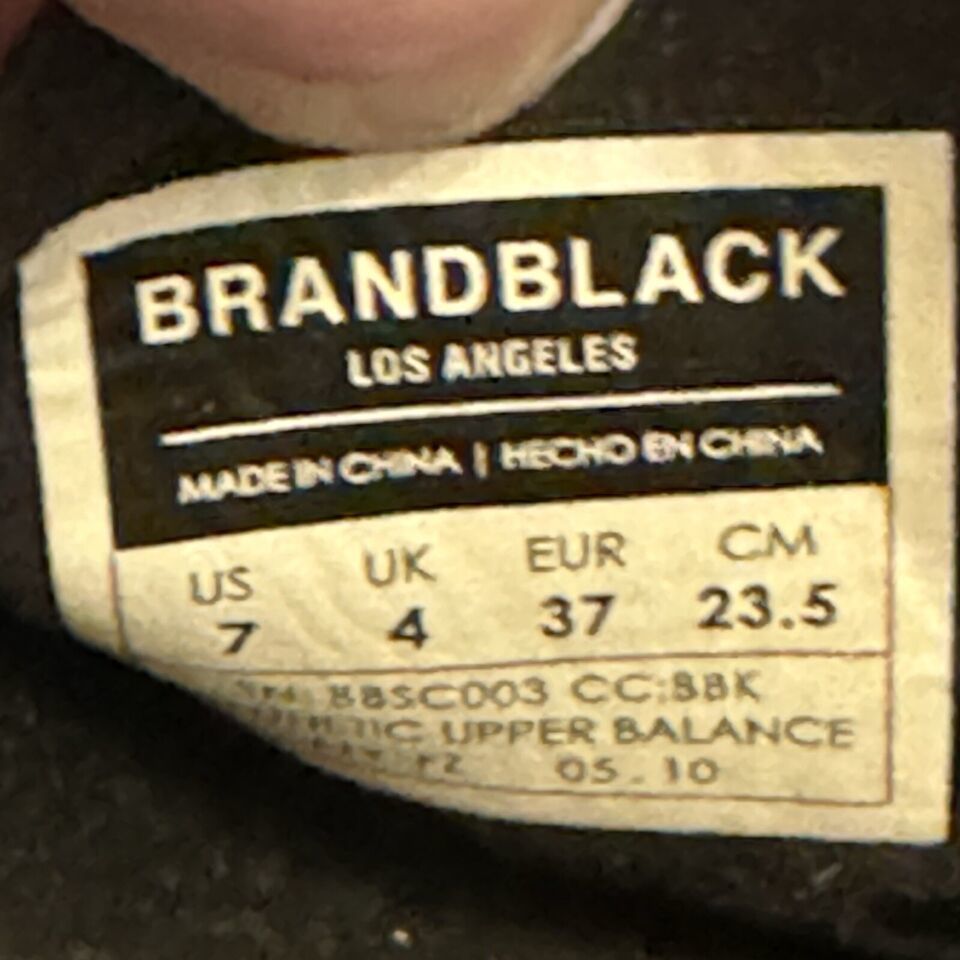 BRANDBLACK
LOS ANGELES
MADE IN CHINA | HECHO EN CHINA
US UK EUR CM
7 4 37 23.5
BBSC003 CC:BBK
UPPER BALANCE
05.10